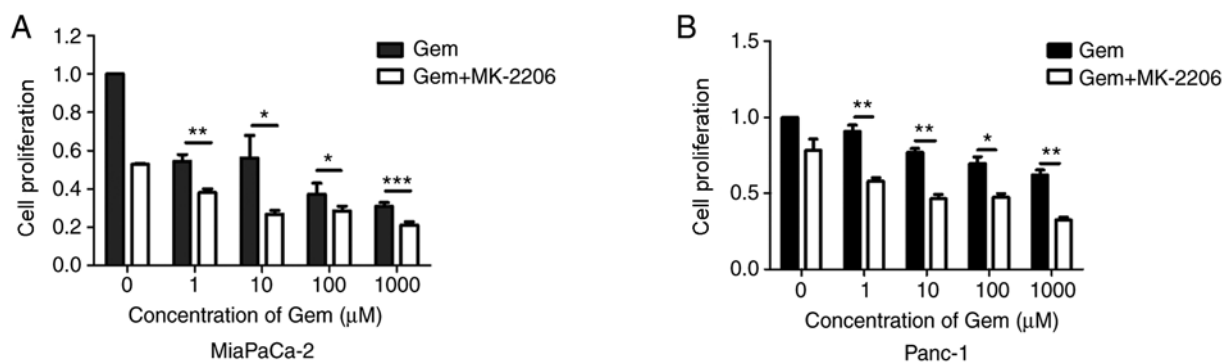 A
1.2
1.0
0.8
0.6
0.4
0.2
0.0
Cell proliferation
Gem
Gem+MK-2206
**
*
*
***
0
1
10
100
1000
Concentration of Gem (μM)
MiaPaCa-2
B
1.5
1.0
0.5
0.0
Cell proliferation
Gem
Gem+MK-2206
**
**
*
**
0
1
10
100
1000
Concentration of Gem (μM)
Panc-1